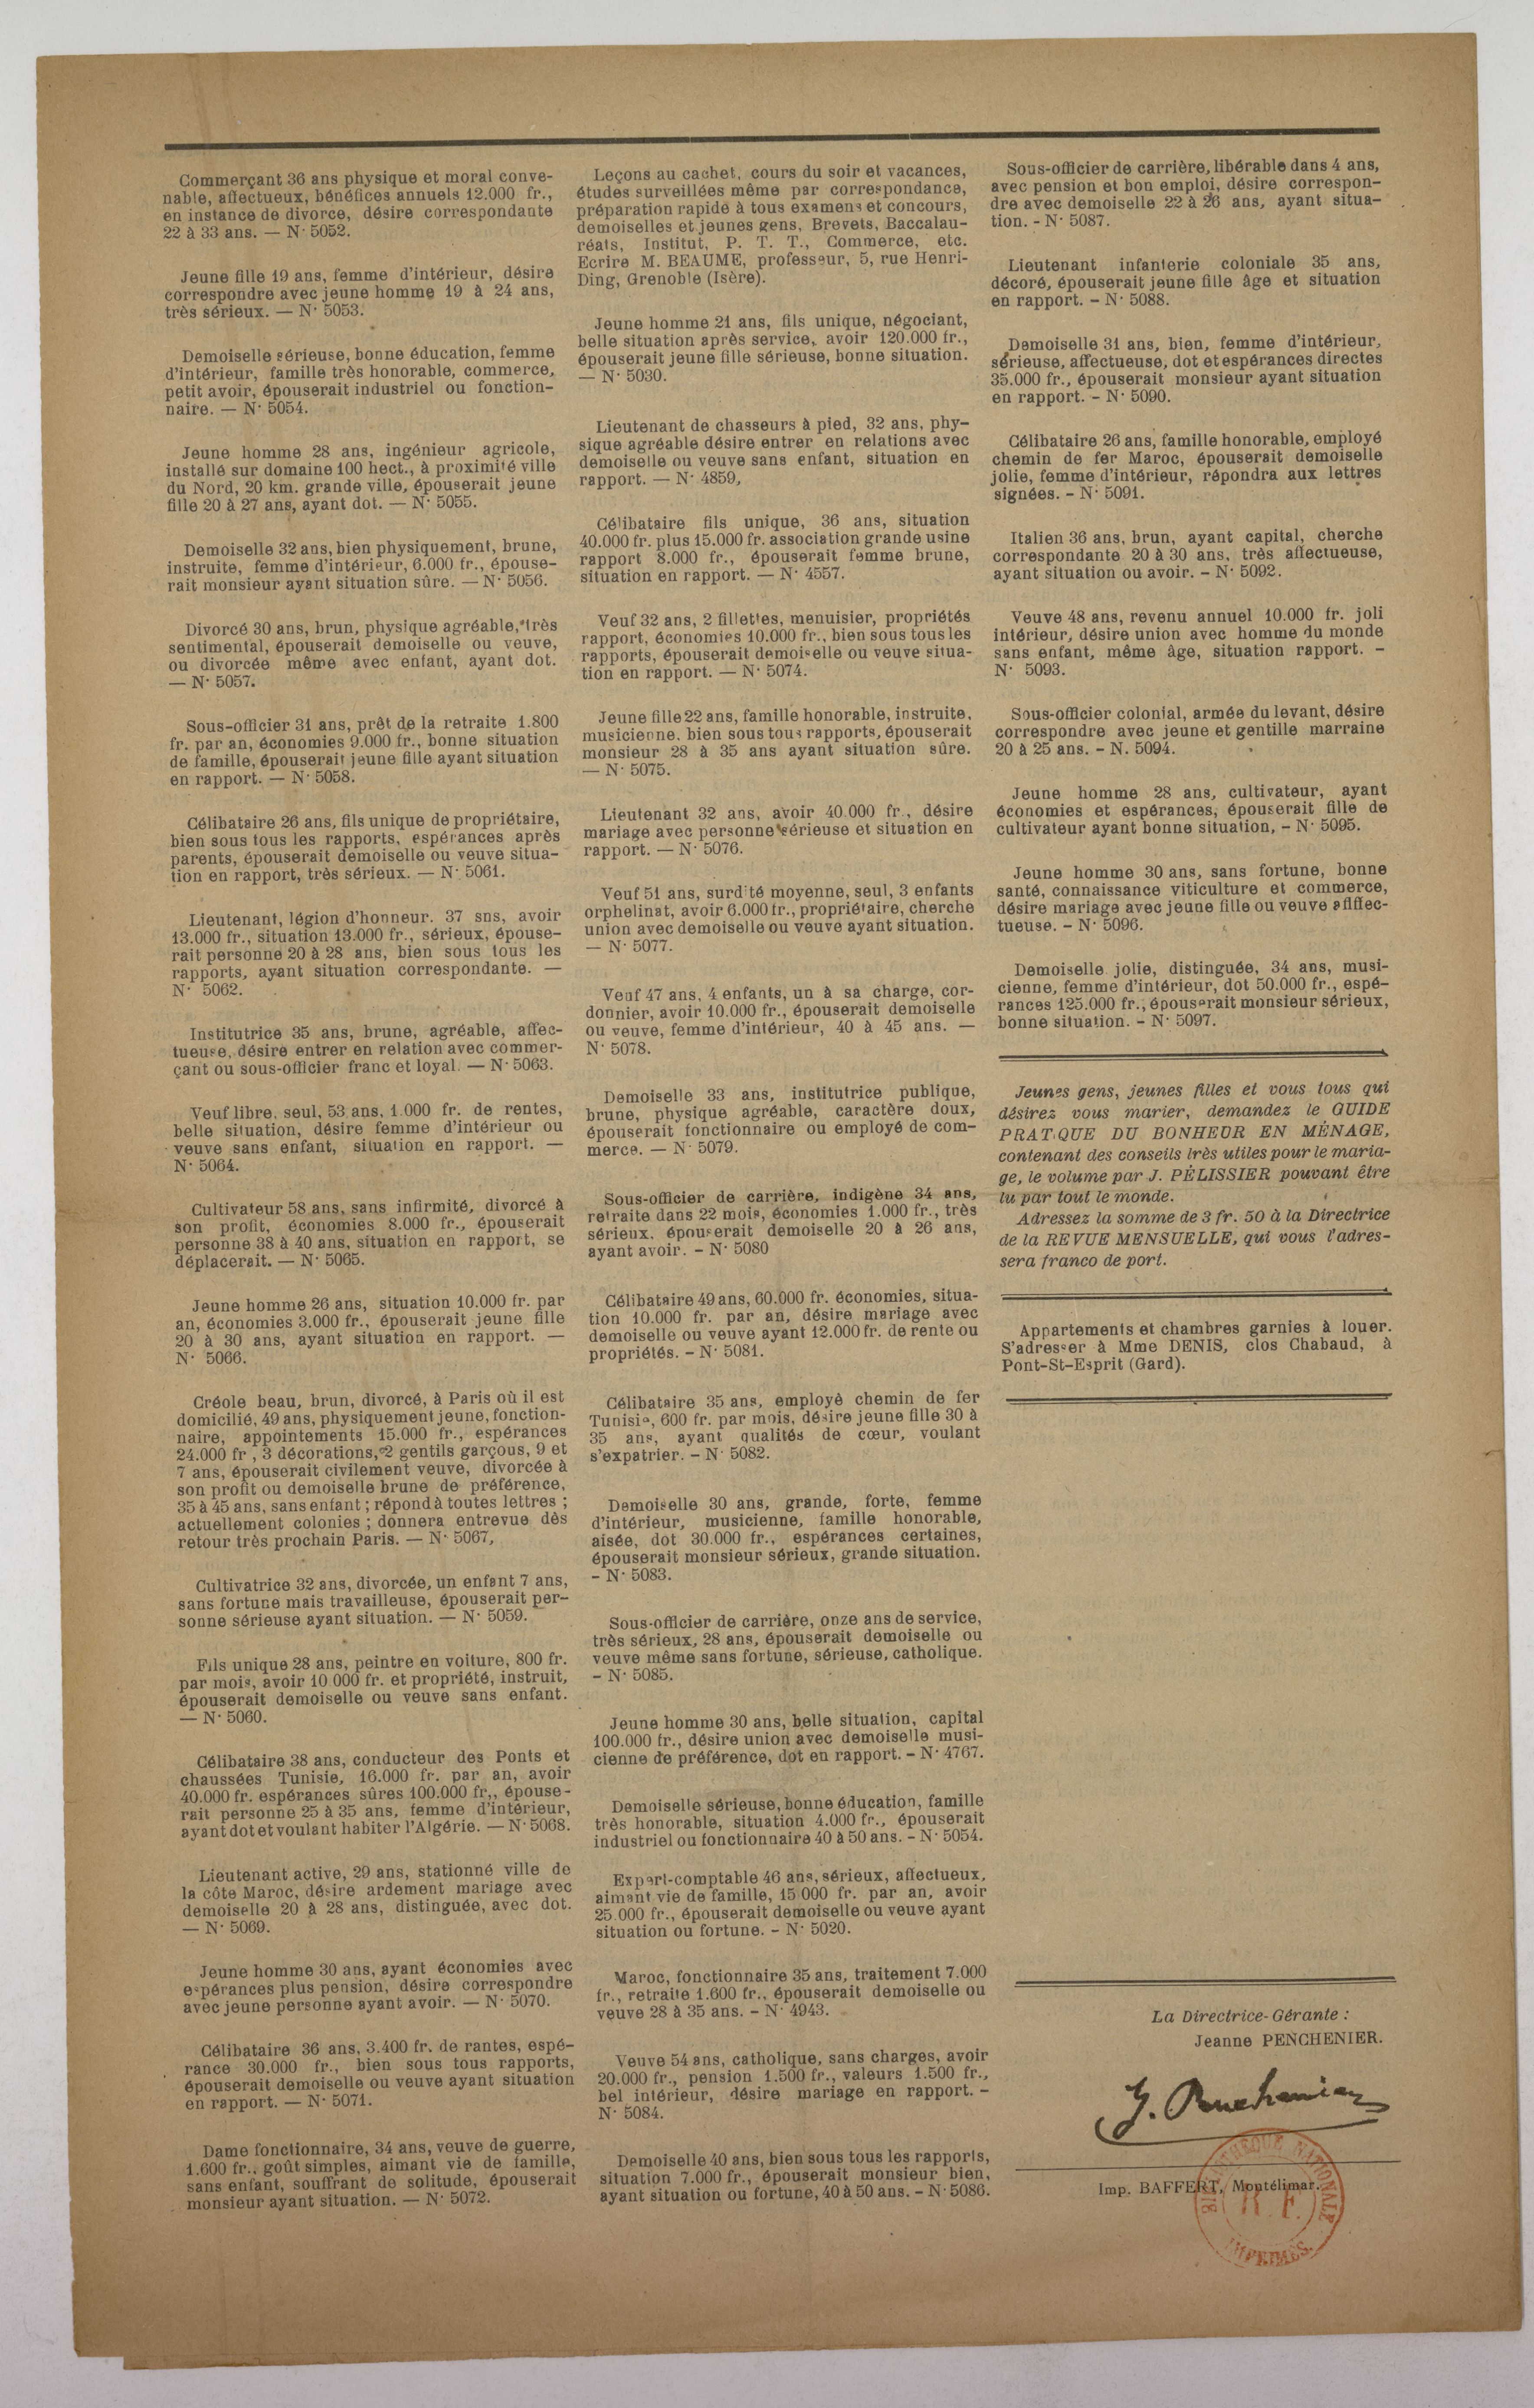 Commerçant 36 ans physique et moral conve-
nable, affectueux, bénéfices annuels 12.000 fr.,
en instance de divorce, désire correspondante
22 à 33 ans. — N· 5052.
Jeune fille 19 ans, femme d'intérieur, désire
correspondre avec jeune homme 19 à 24 ans,
très sérieux. — N· 5053.
Demoiselle sérieuse, bonne éducation, femme
d'intérieur, famille très honorable, commerce,
petit avoir, épouserait industriel ou fonction-
naire. — N· 5054.
Jeune homme 28 ans, ingénieur agricole,
installé sur domaine 100 hect., à proximité ville
du Nord, 20 km. grande ville, épouserait jeune
fille 20 à 27 ans, ayant dot. — N· 5055.
Demoiselle 32 ans, bien physiquement, brune,
instruite, femme d'intérieur, 6.000 fr., épouse-
rait monsieur ayant situation sûre. — N· 5056.
Divorcé 30 ans, brun, physique agréable, très
sentimental, épouserait demoiselle ou veuve,
ou divorcée même avec enfant, ayant dot.
— N· 5057.
Sous-officier 31 ans, prêt de la retraite 1.800
fr. par an, économies 9.000 fr., bonne situation
de famille, épouserait jeune fille ayant situation
en rapport. — N· 5058.
Célibataire 26 ans, fils unique de propriétaire,
bien sous tous les rapports, espérances après
parents, épouserait demoiselle ou veuve situa-
tion en rapport, très sérieux. — N· 5061.
Lieutenant, légion d'honneur. 37 sns, avoir
13.000 fr., situation 13.000 fr., sérieux, épouse-
rait personne 20 à 28 ans, bien sous tous les
rapports, ayant situation correspondante. —
N· 5062.
Institutrice 35 ans, brune, agréable, affec-
tueuse, désire entrer en relation avec commer-
çant ou sous-officier franc et loyal. — N· 5063.
Veuf libre, seul, 53 ans, 1.000 fr. de rentes,
belle situation, désire femme d'intérieur ou
veuve sans enfant, situation en rapport. —
N· 5064.
Cultivateur 58 ans, sans infirmité, divorcé à
son profit, économies 8.000 fr., épouserait
personne 38 à 40 ans, situation en rapport, se
déplacerait. — N· 5065.
Jeune homme 26 ans, situation 10.000 fr. par
an, économies 3.000 fr., épouserait jeune fille
20 à 30 ans, ayant situation en rapport. —
N· 5066.
Créole beau, brun, divorcé, à Paris où il est
domicilié, 49 ans, physiquement jeune, fonction-
naire, appointements 15.000 fr., espérances
24.000 fr , 3 décorations, 2 gentils garçous, 9 et
7 ans, épouserait civilement veuve, divorcée à
son profit ou demoiselle brune de préférence,
35 à 45 ans, sans enfant ; répond à toutes lettres ;
actuellement colonies ; donnera entrevue dès
retour très prochain Paris. — N· 5067,
Cultivatrice 32 ans, divorcée, un enfant 7 ans,
sans fortune mais travailleuse, épouserait per-
sonne sérieuse ayant situation. — N· 5059.
Fils unique 28 ans, peintre en voiture, 800 fr.
par mois, avoir 10 000 fr. et propriété, instruit,
épouserait demoiselle ou veuve sans enfant.
— N· 5060.
Célibataire 38 ans, conducteur des Ponts et
chaussées Tunisie, 16.000 fr. par an, avoir
40.000 fr. espérances sûres 100.000 fr,, épouse-
rait personne 25 à 35 ans, femme d'intérieur,
ayant dot et voulant habiter l'Algérie. — N· 5068.
Lieutenant active, 29 ans, stationné ville de
la côte Maroc, désire ardement mariage avec
demoiselle 20 à 28 ans, distinguée, avec dot.
— N· 5069.
Jeune homme 30 ans, ayant économies avec
espérances plus pension, désire correspondre
avec jeune personne ayant avoir. — N· 5070.
Célibataire 36 ans, 3.400 fr. de rantes, espé-
rance 30.000 fr., bien sous tous rapports,
épouserait demoiselle ou veuve ayant situation
en rapport. — N· 5071.
Dame fonctionnaire, 34 ans, veuve de guerre,
1.600 fr., goût simples, aimant vie de famille,
sans enfant, souffrant de solitude, épouserait
monsieur ayant situation. — N· 5072.
Leçons au cachet, cours du soir et vacances,
études surveillées même par correspondance,
préparation rapide à tous examens et concours,
demoiselles et jeunes gens, Brevets, Baccalau-
réats, Institut, P. T. T., Commerce, etc.
Ecrire M. BEAUME, professeur, 5, rue Henri-
Ding, Grenoble (Isère).
Jeune homme 21 ans, fils unique, négociant,
belle situation après service, avoir 120.000 fr.,
épouserait jeune fille sérieuse, bonne situation.
— N· 5030.
Lieutenant de chasseurs à pied, 32 ans, phy-
sique agréable désire entrer en relations avec
demoiselle ou veuve sans enfant, situation en
rapport. — N· 4859,
Célibataire fils unique, 36 ans, situation
40.000 fr. plus 15.000 fr. association grande usine
rapport 8.000 fr., épouserait femme brune,
situation en rapport. — N· 4557.
Veuf 32 ans, 2 fillettes, menuisier, propriétés
rapport, économies 10.000 fr., bien sous tous les
rapports, épouserait demoiselle ou veuve situa-
tion en rapport. — N· 5074.
Jeune fille 22 ans, famille honorable, instruite,
musicienne, bien sous tous rapports, épouserait
monsieur 28 à 35 ans ayant situation sûre.
— N· 5075.
Lieutenant 32 ans, avoir 40.000 fr., désire
mariage avec personne sérieuse et situation en
rapport. — N· 5076.
Veuf 51 ans, surdité moyenne, seul, 3 enfants
orphelinat, avoir 6.000 fr., propriétaire, cherche
union avec demoiselle ou veuve ayant situation.
— N· 5077.
Veuf 47 ans, 4 enfants, un à sa charge, cor-
donnier, avoir 10.000 fr., épouserait demoiselle
ou veuve, femme d'intérieur, 40 à 45 ans. —
N· 5078.
Demoiselle 33 ans, institutrice publique,
brune, physique agréable, caractère doux,
épouserait fonctionnaire ou employé de com-
merce. — N· 5079.
Sous-officier de carrière, indigène 34 ans,
retraite dans 22 mois, économies 1.000 fr., très
sérieux, épouserait demoiselle 20 à 26 ans,
ayant avoir. - N· 5080
Célibataire 49 ans, 60.000 fr. économies, situa-
tion 10.000 fr. par an, désire mariage avec
demoiselle ou veuve ayant 12.000 fr. de rente ou
propriétés. - N· 5081.
Célibataire 35 ans, employè chemin de fer
Tunisie, 600 fr. par mois, désire jeune fille 30 à
35 ans, ayant qualités de cœur, voulant
s'expatrier. - N· 5082.
Demoiselle 30 ans, grande, forte, femme
d'intérieur, musicienne, famille honorable,
aisée, dot 30.000 fr., espérances certaines,
épouserait monsieur sérieux, grande situation.
- N· 5083.
Sous-officier de carrière, onze ans de service,
très sérieux, 28 ans, épouserait demoiselle ou
veuve même sans fortune, sérieuse, catholique.
- N· 5085.
Jeune homme 30 ans, belle situation, capital
100.000 fr., désire union avec demoiselle musi-
cienne de préférence, dot en rapport. - N· 4767.
Demoiselle sérieuse, bonne éducation, famille
très honorable, situation 4.000 fr., épouserait
industriel ou fonctionnaire 40 à 50 ans. - N· 5054.
Expert-comptable 46 ans, sérieux, affectueux,
aimant vie de famille, 15.000 fr. par an, avoir
25.000 fr., épouserait demoiselle ou veuve ayant
situation ou fortune. - N· 5020.
Maroc, fonctionnaire 35 ans, traitement 7.000
fr., retraite 1.600 fr., épouserait demoiselle ou
veuve 28 à 35 ans. - N· 4943.
Veuve 54 ans, catholique, sans charges, avoir
20.000 fr., pension 1.500 fr., valeurs 1.500 fr.,
bel intérieur, désire mariage en rapport. -
N· 5084.
Demoiselle 40 ans, bien sous tous les rapports,
situation 7.000 fr., épouserait monsieur bien,
ayant situation ou fortune, 40 à 50 ans. - N· 5086.
Sous-officier de carrière, libérable dans 4 ans,
avec pension et bon emploi, désire correspon-
dre avec demoiselle 22 à 26 ans, ayant situa-
tion. - N· 5087.
Lieutenant infanterie coloniale 35 ans,
décoré, épouserait jeune fille âge et situation
en rapport. - N· 5088.
Demoiselle 31 ans, bien, femme d'intérieur,
sérieuse, affectueuse, dot et espérances directes
35.000 fr., épouserait monsieur ayant situation
en rapport. - N· 5090.
Célibataire 26 ans, famille honorable, employé
chemin de fer Maroc, épouserait demoiselle
jolie, femme d'intérieur, répondra aux lettres
signées. - N· 5091.
Italien 36 ans, brun, ayant capital, cherche
correspondante 20 à 30 ans, très affectueuse,
ayant situation ou avoir. - N· 5092.
Veuve 48 ans, revenu annuel 10.000 fr. joli
intérieur, désire union avec homme du monde
sans enfant, même âge, situation rapport. -
N· 5093.
Sous-officier colonial, armée du levant, désire
correspondre avec jeune et gentille marraine
20 à 25 ans. - N. 5094.
Jeune homme 28 ans, cultivateur, ayant
économies et espérances, épouserait fille de
cultivateur ayant bonne situation, - N· 5095.
Jeune homme 30 ans, sans fortune, bonne
santé, connaissance viticulture et commerce,
désire mariage avec jeune fille ou veuve affffec-
tueuse. - N· 5096.
Demoiselle jolie, distinguée, 34 ans, musi-
cienne, femme d'intérieur, dot 50.000 fr., espé-
rances 125.000 fr., épouserait monsieur sérieux,
bonne situation. - N· 5097.
Jeunes gens, jeunes filles et vous tous qui
désirez vous marier, demandez le GUIDE
PRAT·QUE DU BONHEUR EN MÉNAGE,
contenant des conseils très utiles pour le maria-
ge, le volume par J. PÉLISSIER pouvant être
lu par tout le monde.
Adressez la somme de 3 fr. 50 à la Directrice
de la REVUE MENSUELLE, qui vous l'adres-
sera franco de port.
Appartements et chambres garnies à louer.
S'adresser à Mme DENIS, clos Chabaud, à
Pont-St-Esprit (Gard).
La Directrice-Gérante :
Jeanne PENCHENIER.
J. Penchenier
Imp. BAFFERT, Montélimar.
BIBLIOTHÈQUE NATIONALE
R. F.
IMPRIMÉS